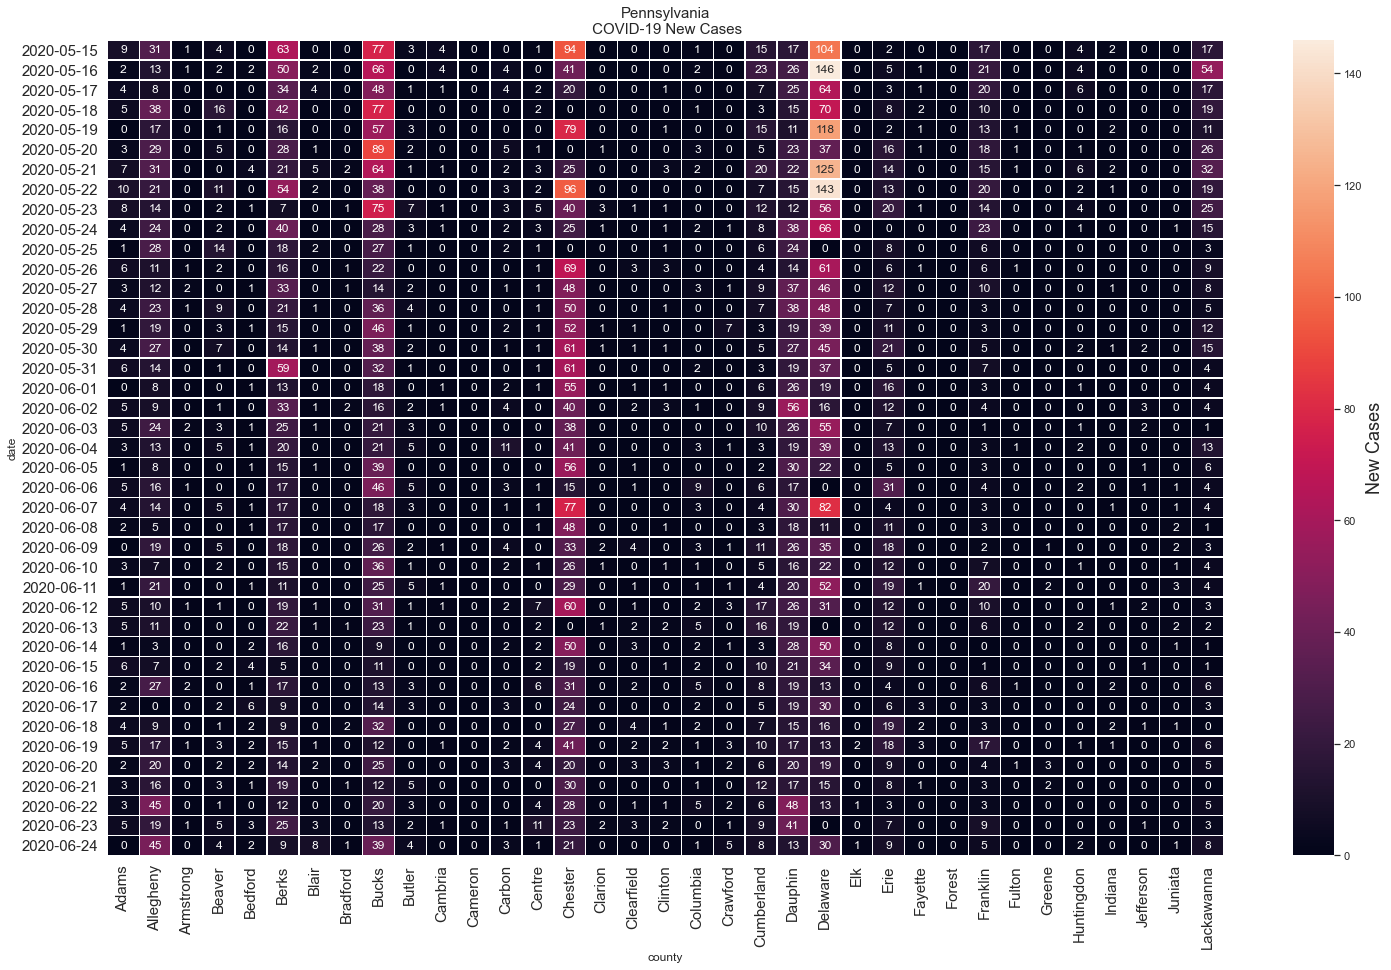 Pennsylvania
COVID-19 New Cases
2020-05-15 9 31 1 4 0 63 0 0 77 3 4 0 0 1 94 0 0 0 1 0 15 17 104 0 2 0 0 17 0 0 4 2 0 0 17
2020-05-16 2 13 1 2 2 50 2 0 66 0 4 0 4 0 41 0 0 0 2 0 23 26 146 0 5 1 0 21 0 0 4 0 0 0 54
2020-05-17 4 8 0 0 0 34 4 0 48 1 1 0 4 2 20 0 0 1 0 0 7 25 64 0 3 1 0 20 0 0 6 0 0 0 17
2020-05-18 5 38 0 16 0 42 0 0 77 0 0 0 0 2 0 0 0 0 1 0 3 15 70 0 8 2 0 10 0 0 0 0 0 0 19
2020-05-19 0 17 0 1 0 16 0 0 57 3 0 0 0 0 79 0 0 1 0 0 15 11 118 0 2 1 0 13 1 0 0 2 0 0 11
2020-05-20 3 29 0 5 0 28 1 0 89 2 0 0 5 1 0 1 0 0 3 0 5 23 37 0 16 1 0 18 1 0 1 0 0 0 26
2020-05-21 7 31 0 0 4 21 5 2 64 1 1 0 0 2 25 0 0 3 2 0 20 22 125 0 14 0 0 15 1 0 6 2 0 0 32
2020-05-22 10 21 0 11 0 54 2 0 38 0 0 0 3 2 96 0 0 0 0 0 7 15 143 0 13 0 0 20 0 0 2 1 0 0 19
2020-05-23 8 14 0 2 1 7 0 1 75 7 1 0 3 5 40 3 1 1 0 0 12 12 56 0 20 1 0 14 0 0 4 0 0 0 25
2020-05-24 4 24 0 2 0 40 0 0 28 3 1 0 2 3 25 1 0 1 2 1 8 38 66 0 0 0 0 23 0 0 1 0 0 1 15
2020-05-25 1 28 0 14 0 18 2 0 27 1 0 0 2 1 0 0 0 0 0 0 6 24 0 0 8 0 0 6 0 0 0 0 0 0 3
2020-05-26 6 11 1 2 0 16 0 1 22 0 0 0 0 1 69 0 3 3 0 0 4 14 61 0 6 1 0 6 1 0 0 0 0 0 9
2020-05-27 3 12 2 0 1 33 0 1 14 2 0 0 1 1 48 0 0 0 3 1 9 37 46 0 12 0 0 10 0 0 0 1 0 0 8
2020-05-28 4 23 1 9 0 21 1 0 36 4 0 0 0 1 50 0 0 1 0 0 7 38 48 0 7 0 0 3 0 0 0 0 0 0 5
2020-05-29 1 19 0 3 1 15 0 0 46 1 0 0 2 1 52 1 1 0 0 7 3 19 39 0 11 0 0 3 0 0 0 0 0 0 12
2020-05-30 4 27 0 7 0 14 1 0 38 2 0 0 1 1 61 1 1 1 0 0 5 27 45 0 21 0 0 5 0 0 2 1 2 0 15
2020-05-31 6 14 0 1 0 59 0 0 32 1 0 0 0 1 61 0 0 0 2 0 3 19 37 0 5 0 0 7 0 0 0 0 0 0 4
2020-06-01 0 8 0 0 1 13 0 0 18 0 1 0 2 1 55 0 1 1 0 0 6 26 19 0 16 0 0 3 0 0 1 0 0 0 4
2020-06-02 5 9 0 1 0 33 1 2 16 2 1 0 4 0 40 0 2 3 1 0 9 56 16 0 12 0 0 4 0 0 0 0 3 0 4
2020-06-03 5 24 2 3 1 25 1 0 21 3 0 0 0 0 38 0 0 0 0 0 10 26 55 0 7 0 0 1 0 0 1 0 2 0 1
2020-06-04 3 13 0 5 1 20 0 0 21 5 0 0 11 0 41 0 0 0 3 1 3 19 39 0 13 0 0 3 1 0 2 0 0 0 13
2020-06-05 1 8 0 0 1 15 1 0 39 0 0 0 0 0 56 0 0 0 0 0 2 30 22 0 5 0 0 3 0 0 0 0 1 0 6
2020-06-06 5 16 1 0 0 17 0 0 46 5 0 0 3 1 15 0 1 0 9 0 6 17 0 0 31 0 0 4 0 0 2 0 1 1 4
2020-06-07 4 14 0 5 1 17 0 0 18 3 0 0 1 1 77 0 0 0 3 0 4 30 82 0 4 0 0 3 0 0 0 1 0 1 4
2020-06-08 2 5 0 0 1 17 0 0 17 0 0 0 0 1 48 0 0 1 0 0 3 18 11 0 11 0 0 3 0 0 0 0 0 2 1
2020-06-09 0 19 0 5 0 18 0 0 26 2 1 0 4 0 33 2 4 0 3 1 11 26 35 0 18 0 0 2 0 1 0 0 0 2 3
2020-06-10 3 7 0 2 0 15 0 0 36 1 0 0 2 1 26 1 0 1 1 0 5 16 22 0 12 0 0 7 0 0 1 0 0 1 4
2020-06-11 1 21 0 0 1 11 0 0 25 5 1 0 0 0 29 0 1 0 1 1 4 20 52 0 19 1 0 20 0 2 0 0 0 3 4
2020-06-12 5 10 1 1 0 19 1 0 31 1 1 0 2 7 60 0 1 0 2 3 17 26 31 0 12 0 0 10 0 0 0 1 2 0 3
2020-06-13 5 11 0 0 0 22 1 1 23 1 0 0 0 2 0 1 2 2 5 0 16 19 0 0 12 0 0 6 0 0 2 0 0 2 2
2020-06-14 1 3 0 0 2 16 0 0 9 0 0 0 2 2 50 0 3 0 2 1 3 28 50 0 8 0 0 0 0 0 0 0 0 1 1
2020-06-15 6 7 0 2 4 5 0 0 11 0 0 0 0 2 19 0 0 1 2 0 10 21 34 0 9 0 0 1 0 0 0 0 1 0 1
2020-06-16 2 27 2 0 1 17 0 0 13 3 0 0 0 6 31 0 2 0 5 0 8 19 13 0 4 0 0 6 1 0 0 2 0 0 6
2020-06-17 2 0 0 2 6 9 0 0 14 3 0 0 3 0 24 0 0 0 2 0 5 19 30 0 6 3 0 0 0 0 0 0 0 0 3
2020-06-18 4 9 0 1 2 9 0 2 32 0 0 0 0 0 27 0 4 1 2 0 7 15 16 0 19 2 0 3 0 0 0 2 1 1 0
2020-06-19 5 17 1 3 2 15 1 0 12 0 1 0 2 4 41 0 2 2 1 3 10 17 13 2 18 3 0 17 0 0 1 1 0 0 6
2020-06-20 2 20 0 2 2 14 2 0 25 0 0 0 3 4 20 0 3 3 1 2 6 20 19 0 9 0 0 4 1 3 0 0 0 0 5
2020-06-21 3 16 0 3 1 19 0 1 12 5 0 0 0 0 30 0 0 0 1 0 12 17 15 0 8 1 0 3 0 2 0 0 0 0 0
2020-06-22 3 45 0 1 0 12 0 0 20 3 0 0 0 4 28 0 1 1 5 2 6 48 13 1 3 0 0 3 0 0 0 0 0 0 5
2020-06-23 5 19 1 5 3 25 3 0 13 2 1 0 1 11 23 2 3 2 0 1 9 41 0 0 7 0 0 9 0 0 0 0 1 0 3
2020-06-24 0 45 0 4 2 9 8 1 39 4 0 0 3 1 21 0 0 0 1 5 8 13 30 1 9 0 0 5 0 0 2 0 0 1 8
date
Adams Allegheny Armstrong Beaver Bedford Berks Blair Bradford Bucks Butler Cambria Cameron Carbon Centre Chester Clarion Clearfield Clinton Columbia Crawford Cumberland Dauphin Delaware Elk Erie Fayette Forest Franklin Fulton Greene Huntingdon Indiana Jefferson Juniata Lackawanna
county
140
120
100
80
60
40
20
0
New Cases